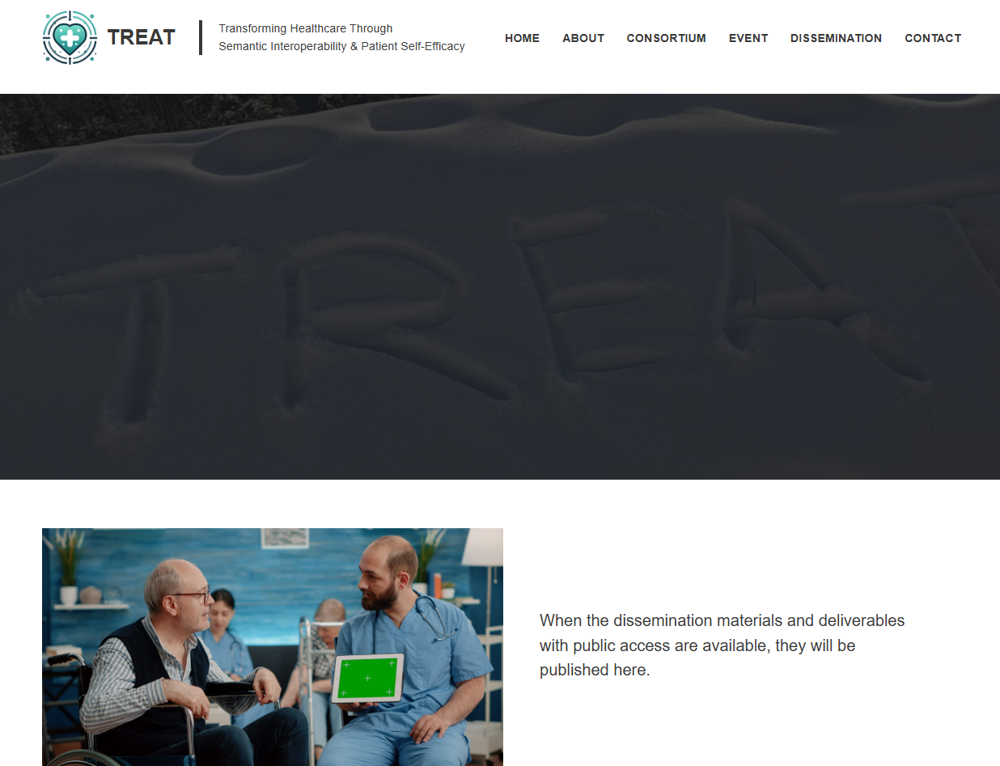 TREAT
Transforming Healthcare Through
Semantic Interoperability & Patient Self-Efficacy
HOME ABOUT CONSORTIUM EVENT DISSEMINATION CONTACT
TREAT
When the dissemination materials and deliverables
with public access are available, they will be
published here.